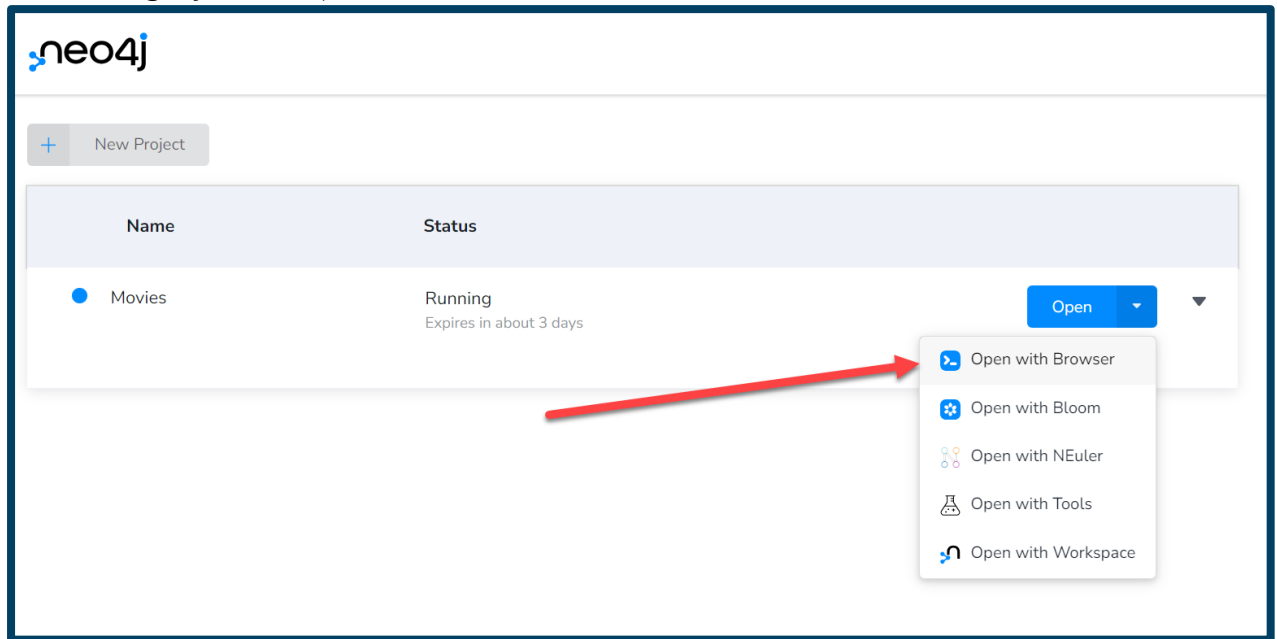 neo4j
+ New Project
Name Status
Movies Running Open
Expires in about 3 days
Open with Browser
Open with Bloom
Open with NEuler
Open with Tools
Open with Workspace